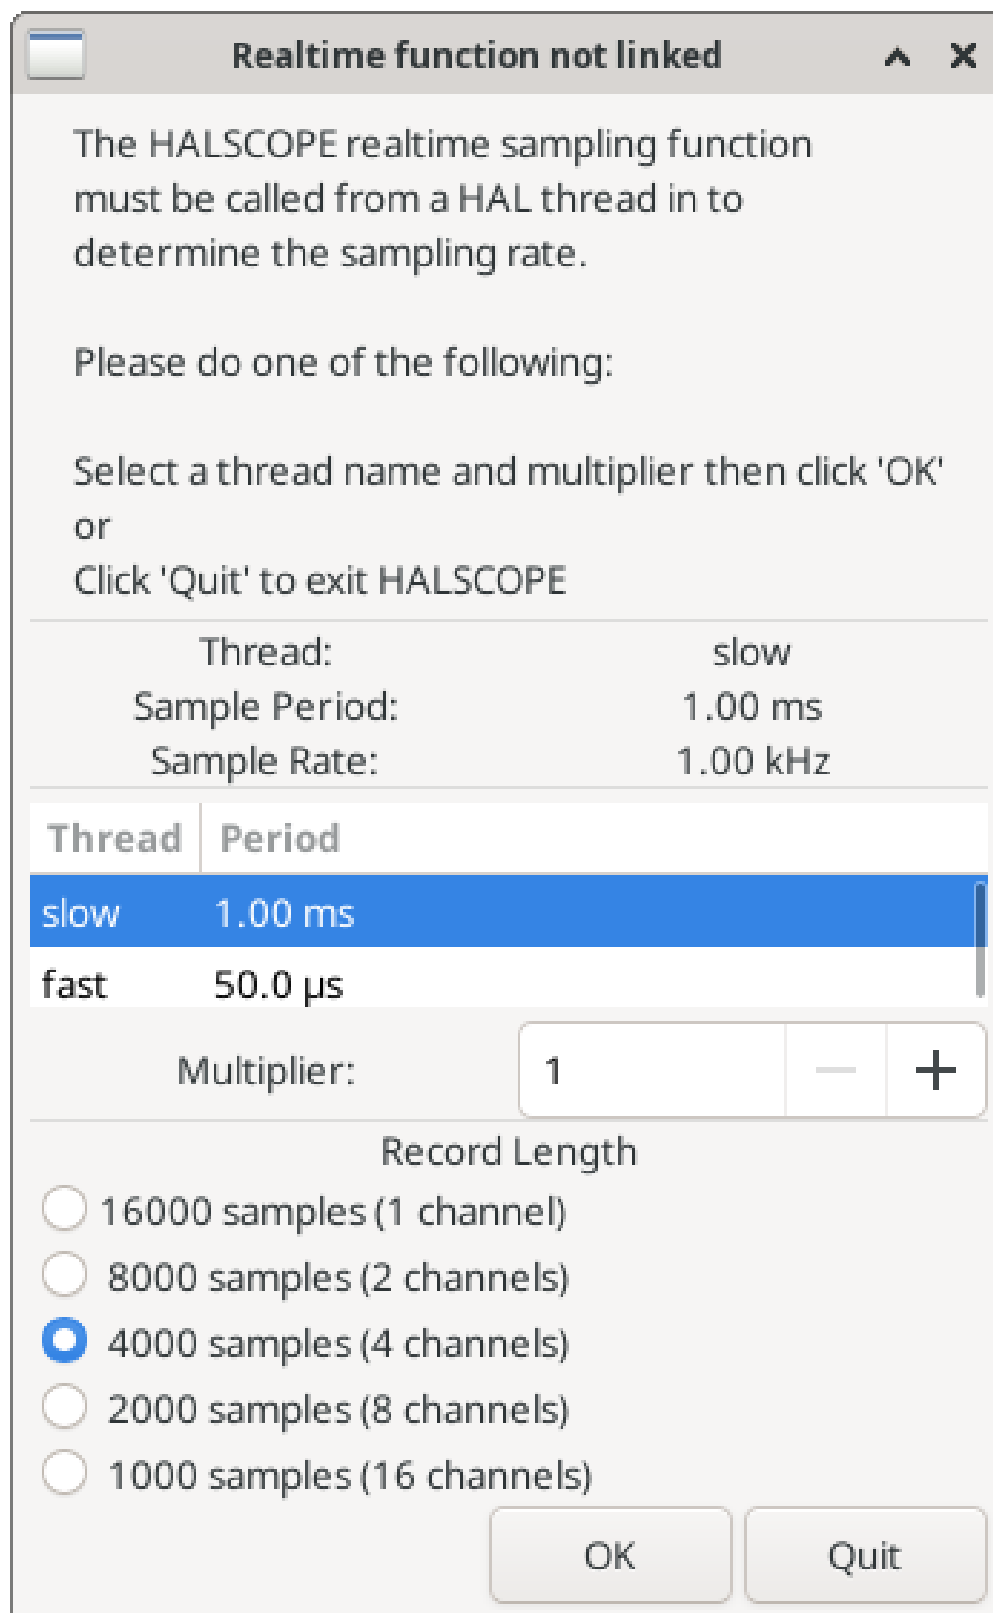 Realtime function not linked
The HALSCOPE realtime sampling function
must be called from a HAL thread in to
determine the sampling rate.
Please do one of the following:
Select a thread name and multiplier then click 'OK'
or
Click 'Quit' to exit HALSCOPE
Thread: slow
Sample Period: 1.00 ms
Sample Rate: 1.00 kHz
Thread Period
slow 1.00 ms
fast 50.0 µs
Multiplier: 1
Record Length
16000 samples (1 channel)
8000 samples (2 channels)
4000 samples (4 channels)
2000 samples (8 channels)
1000 samples (16 channels)
OK Quit